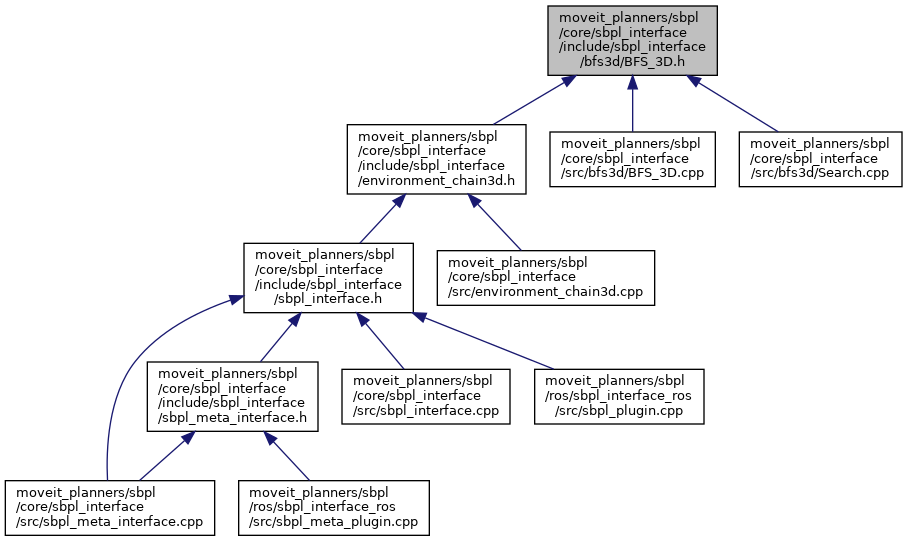 moveit_planners/sbpl
/core/sbpl_interface
/include/sbpl_interface
/bfs3d/BFS_3D.h
moveit_planners/sbpl
/core/sbpl_interface
/include/sbpl_interface
/environment_chain3d.h
moveit_planners/sbpl
/core/sbpl_interface
/src/bfs3d/BFS_3D.cpp
moveit_planners/sbpl
/core/sbpl_interface
/src/bfs3d/Search.cpp
moveit_planners/sbpl
/core/sbpl_interface
/include/sbpl_interface
/sbpl_interface.h
moveit_planners/sbpl
/core/sbpl_interface
/src/environment_chain3d.cpp
moveit_planners/sbpl
/core/sbpl_interface
/include/sbpl_interface
/sbpl_meta_interface.h
moveit_planners/sbpl
/core/sbpl_interface
/src/sbpl_interface.cpp
moveit_planners/sbpl
/ros/sbpl_interface_ros
/src/sbpl_plugin.cpp
moveit_planners/sbpl
/core/sbpl_interface
/src/sbpl_meta_interface.cpp
moveit_planners/sbpl
/ros/sbpl_interface_ros
/src/sbpl_meta_plugin.cpp